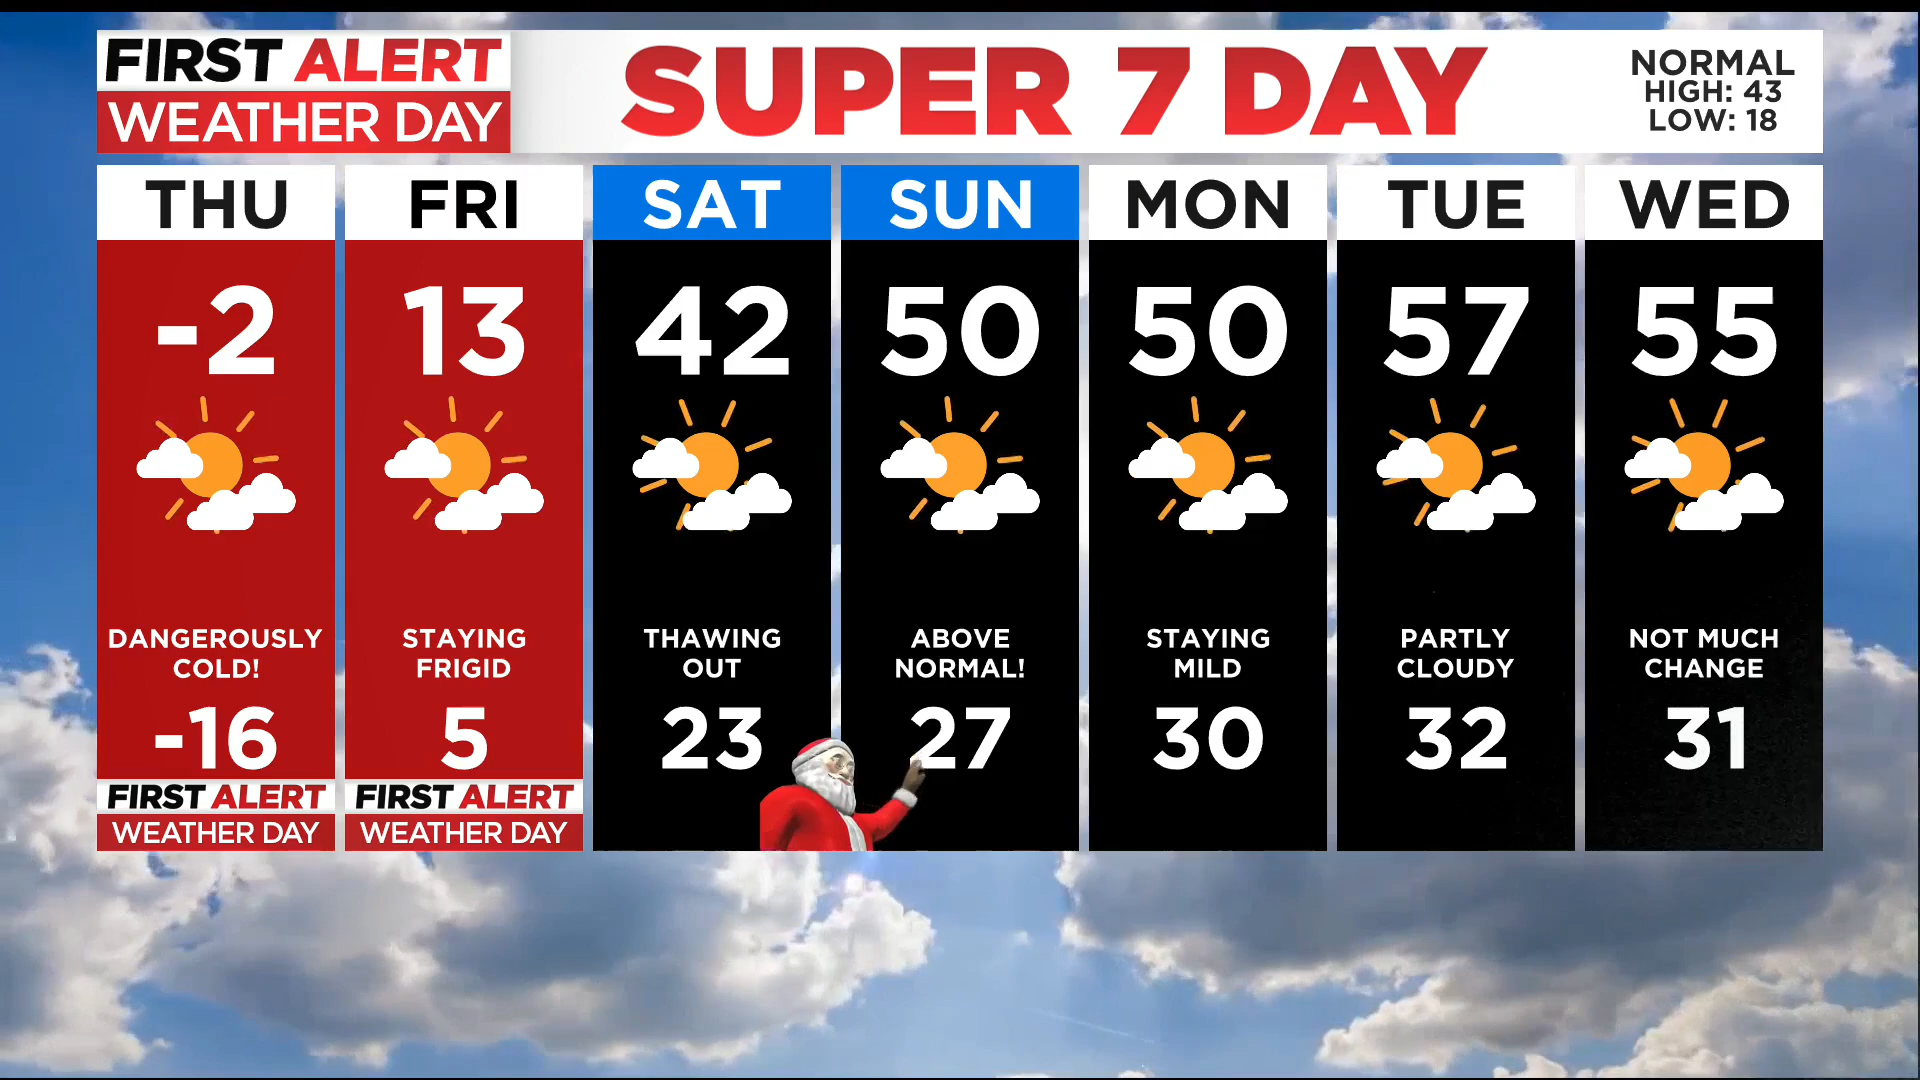 FIRST ALERT
WEATHER DAY
SUPER 7 DAY
NORMAL
HIGH: 43
LOW: 18
THU
-2
DANGEROUSLY
COLD!
-16
FIRST ALERT
WEATHER DAY
FRI
13
STAYING
FRIGID
5
FIRST ALERT
WEATHER DAY
SAT
42
THAWING
OUT
23
SUN
50
ABOVE
NORMAL!
27
MON
50
STAYING
MILD
30
TUE
57
PARTLY
CLOUDY
32
WED
55
NOT MUCH
CHANGE
31